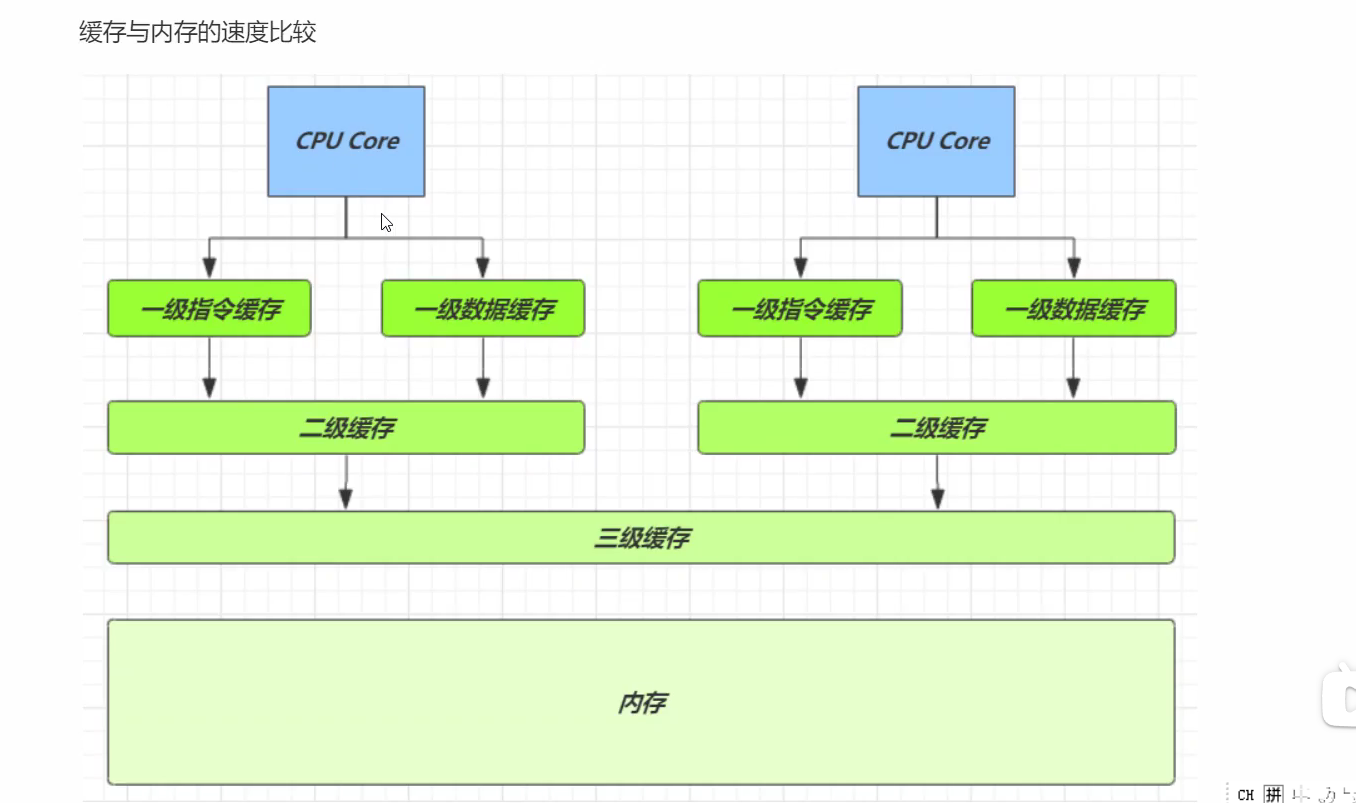 缓存与内存的速度比较
CPU Core
CPU Core
一级指令缓存
一级数据缓存
一级指令缓存
一级数据缓存
二级缓存
二级缓存
三级缓存
内存
CH 拼